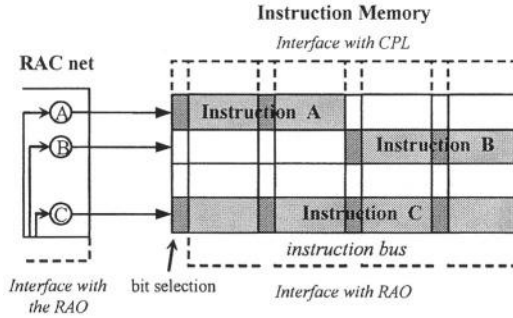 Instruction Memory
Interface with CPL
RAC net
A
Instruction A
B
Instruction B
C
Instruction C
instruction bus
Interface with
the RAO
bit selection
Interface with RAO